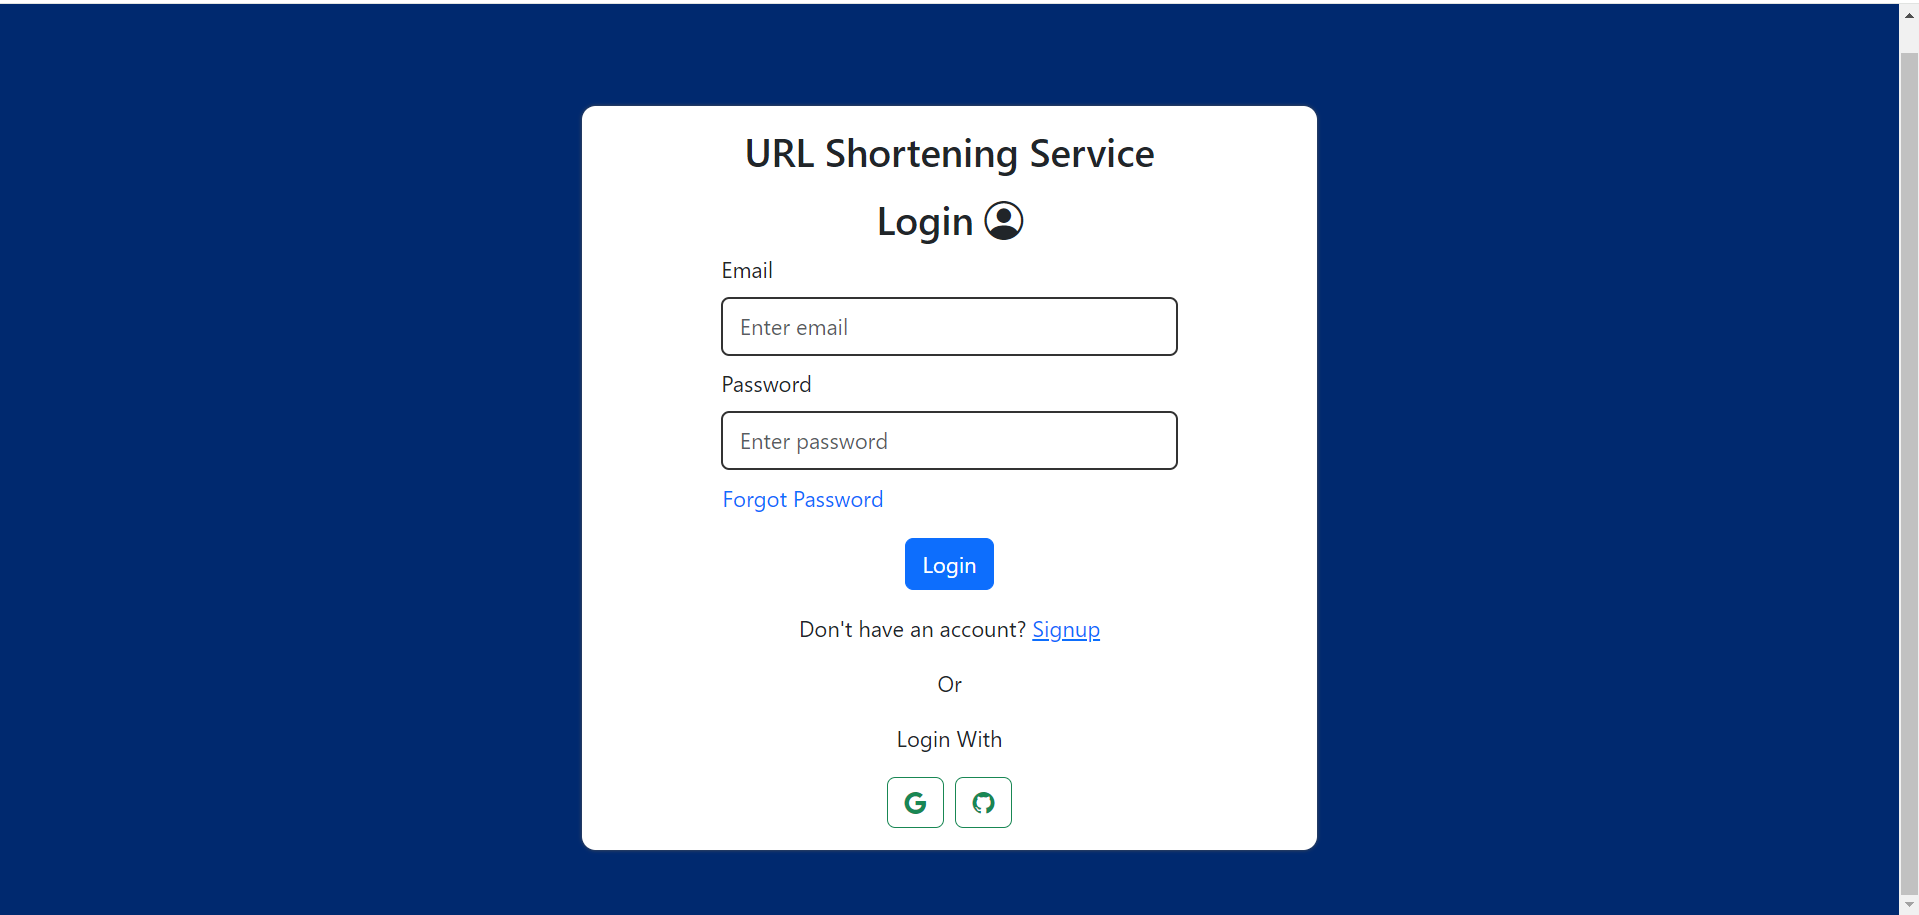 URL Shortening Service
Login
Email
Enter email
Password
Enter password
Forgot Password
Login
Don't have an account? Signup
Or
Login With
G